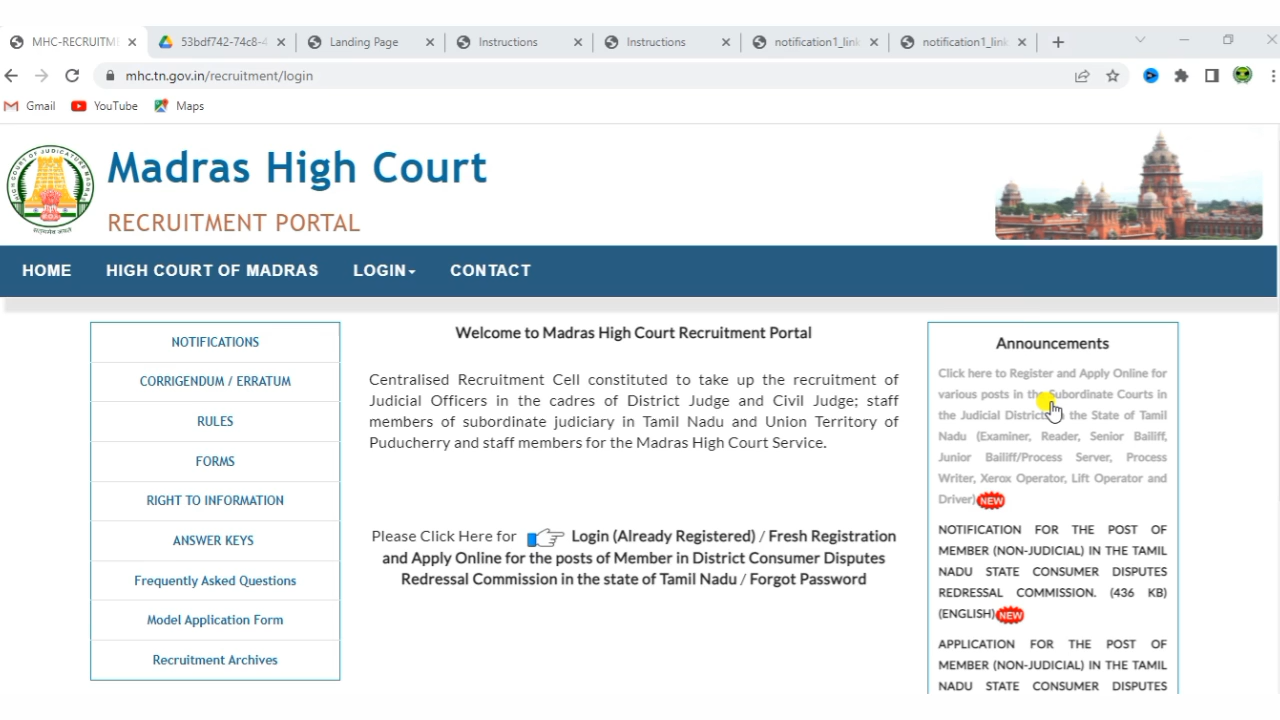 MHC-RECRUITME
53bdf742-74c8-4
Landing Page
Instructions
Instructions
notification1_link
notification1_link
mhc.tn.gov.in/recruitment/login
Gmail
YouTube
Maps
Madras High Court
RECRUITMENT PORTAL
HOME
HIGH COURT OF MADRAS
LOGIN
CONTACT
NOTIFICATIONS
CORRIGENDUM / ERRATUM
RULES
FORMS
RIGHT TO INFORMATION
ANSWER KEYS
Frequently Asked Questions
Model Application Form
Recruitment Archives
Welcome to Madras High Court Recruitment Portal
Centralised Recruitment Cell constituted to take up the recruitment of
Judicial Officers in the cadres of District Judge and Civil Judge; staff
members of subordinate judiciary in Tamil Nadu and Union Territory of
Puducherry and staff members for the Madras High Court Service.
Please Click Here for Login (Already Registered) / Fresh Registration
and Apply Online for the posts of Member in District Consumer Disputes
Redressal Commission in the state of Tamil Nadu / Forgot Password
Announcements
Click here to Register and Apply Online for
various posts in the Subordinate Courts in
the Judicial Districts in the State of Tamil
Nadu (Examiner, Reader, Senior Bailiff,
Junior Bailiff/Process Server, Process
Writer, Xerox Operator, Lift Operator and
Driver) NEW
NOTIFICATION FOR THE POST OF
MEMBER (NON-JUDICIAL) IN THE TAMIL
NADU STATE CONSUMER DISPUTES
REDRESSAL COMMISSION. (436 KB)
(ENGLISH) NEW
APPLICATION FOR THE POST OF
MEMBER (NON-JUDICIAL) IN THE TAMIL
NADU STATE CONSUMER DISPUTES